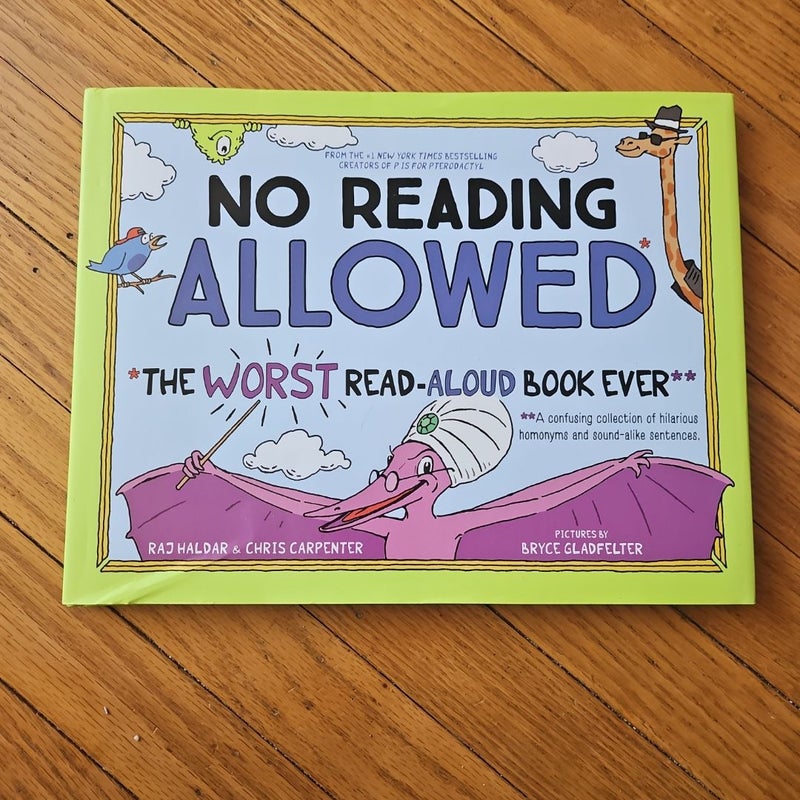 FROM THE #1 NEW YORK TIMES BESTSELLING
CREATORS OF P IS FOR PTERODACTYL
NO READING
ALLOWED*
*THE WORST READ-ALOUD BOOK EVER**
**A confusing collection of hilarious
homonyms and sound-alike sentences.
RAJ HALDAR & CHRIS CARPENTER
PICTURES BY
BRYCE GLADFELTER